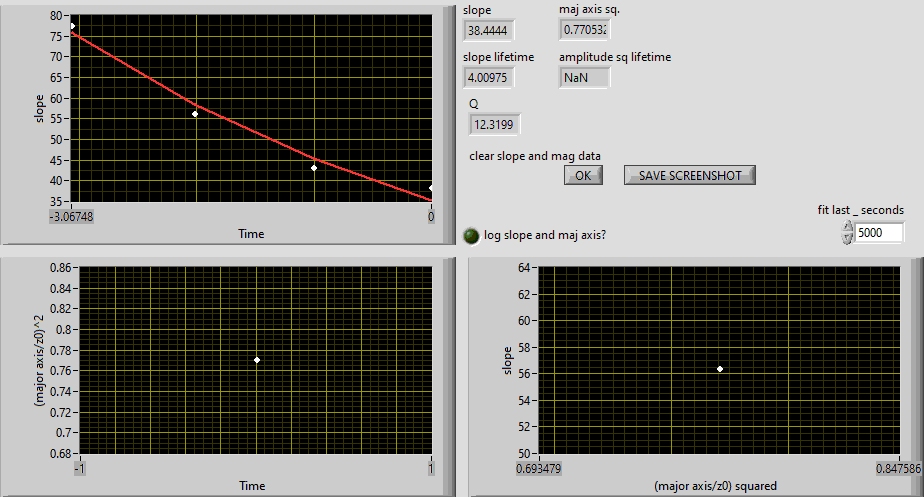 80
75
70
65
60
55
50
45
40
35
slope
-3.06748
0
Time
slope
38.4444
maj axis sq.
0.770532
slope lifetime
4.00975
amplitude sq lifetime
NaN
Q
12.3199
clear slope and mag data
OK
SAVE SCREENSHOT
fit last _ seconds
5000
log slope and maj axis?
0.86
0.84
0.82
0.8
0.78
0.76
0.74
0.72
0.7
0.68
(major axis/z0)^2
-1
1
Time
64
62
60
58
56
54
52
50
slope
0.693479
0.847586
(major axis/z0) squared